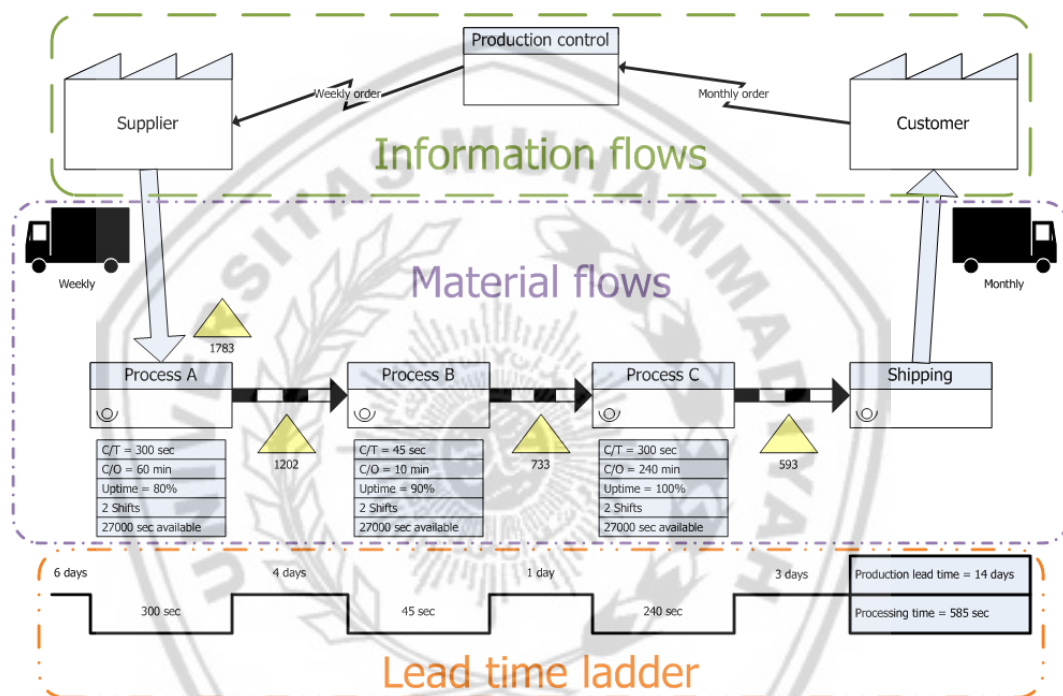 Production control
Supplier
Weekly order
Monthly order
Customer
Information flows
Weekly
Material flows
Monthly
1783
Process A
Process B
Process C
Shipping
1202
733
593
C/T = 300 sec
C/O = 60 min
Uptime = 80%
2 Shifts
27000 sec available
C/T = 45 sec
C/O = 10 min
Uptime = 90%
2 Shifts
27000 sec available
C/T = 300 sec
C/O = 240 min
Uptime = 100%
2 Shifts
27000 sec available
6 days
4 days
1 day
3 days
Production lead time = 14 days
300 sec
45 sec
240 sec
Processing time = 585 sec
Lead time ladder
UNIVERSITAS MUHAMMADIYAH